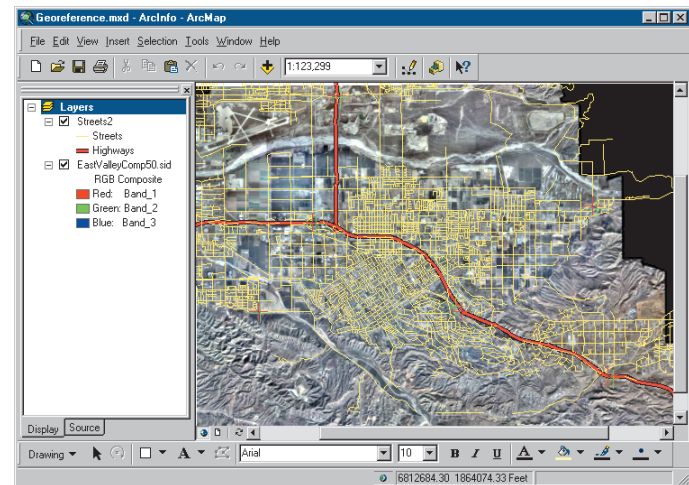 Georeference.mxd - ArcInfo - ArcMap
File Edit View Insert Selection Tools Window Help
1:123,299
Layers
Streets2
Streets
Highways
EastValleyComp50.sid
RGB Composite
Red: Band_1
Green: Band_2
Blue: Band_3
Display Source
Drawing A Arial 10 B I U A
6812684.30 1864074.33 Feet